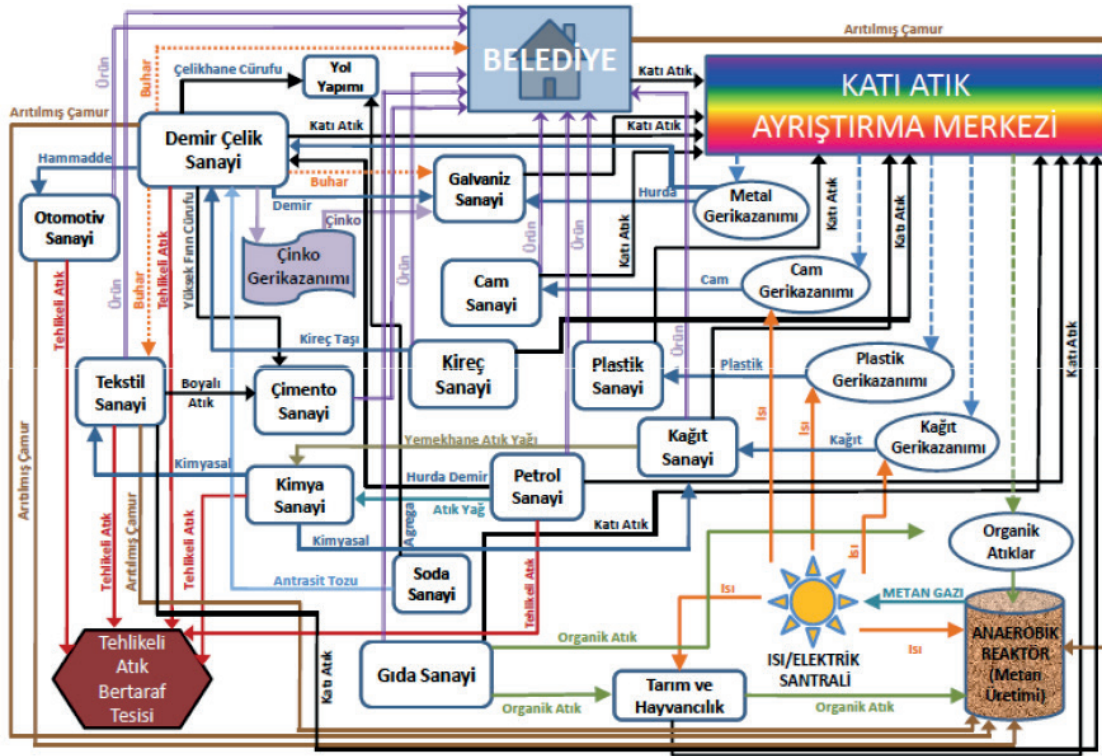 Arıtılmış Çamur
BELEDİYE
Ürün
Buhar
Çelikhane Cürufu
Yol
Yapımı
Katı Atık
KATI ATIK
AYRIŞTIRMA MERKEZİ
Arıtılmış Çamur
Demir Çelik
Sanayi
Katı Atık
Katı Atık
Hammadde
Buhar
Galvaniz
Sanayi
Hurda
Metal
Gerikazanımı
Otomotiv
Sanayi
Demir
Çinko
Çinko
Gerikazanımı
Tehlikeli Atık
Ürün
Buhar
Tehlikeli Atık
Yüksek Fırın Cürufu
Ürün
Ürün
Ürün
Katı Atık
Katı Atık
Katı Atık
Cam
Sanayi
Cam
Cam
Gerikazanımı
Kireç Taşı
Kireç
Sanayi
Plastik
Sanayi
Plastik
Plastik
Gerikazanımı
Ürün
Isı
Isı
Katı Atık
Tekstil
Sanayi
Boyalı
Atık
Çimento
Sanayi
Yemekhane Atık Yağı
Kağıt
Sanayi
Kağıt
Kağıt
Gerikazanımı
Kimyasal
Kimya
Sanayi
Hurda Demir
Atık Yağ
Petrol
Sanayi
Arıtılmış Çamur
Tehlikeli Atık
Arıtılmış Çamur
Tehlikeli Atık
Kimyasal
Agrega
Katı Atık
Isı
Organik
Atıklar
Antrasit Tozu
Soda
Sanayi
Tehlikeli Atık
Isı
METAN GAZI
Tehlikeli
Atık
Bertaraf
Tesisi
Katı Atık
Gıda Sanayi
Organik Atık
ISI/ELEKTRİK
SANTRALİ
Isı
ANAEROBİK
REAKTÖR
(Metan
Üretimi)
Organik Atık
Tarım ve
Hayvancılık
Organik Atık